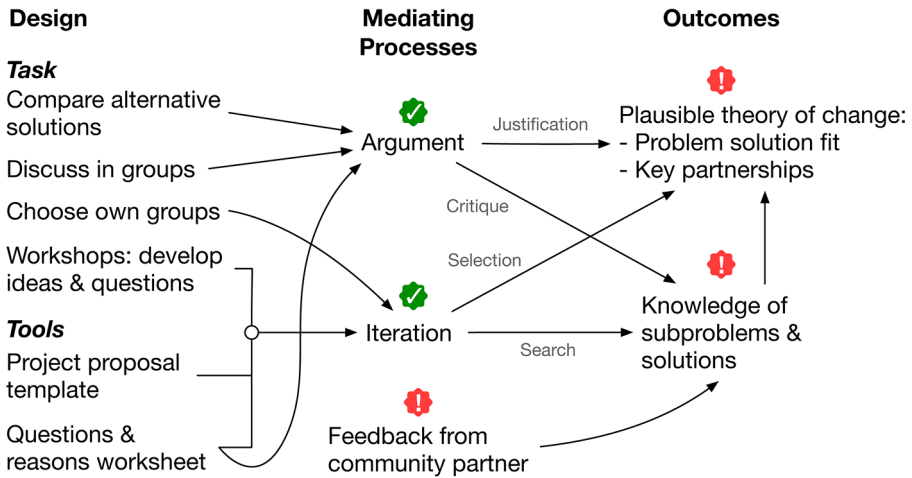 Design
Mediating
Processes
Outcomes
Task
Compare alternative
solutions
Discuss in groups
Choose own groups
Workshops: develop
ideas & questions
Tools
Project proposal
template
Questions &
reasons worksheet
Argument
Iteration
Feedback from
community partner
Justification
Critique
Selection
Search
Plausible theory of change:
- Problem solution fit
- Key partnerships
Knowledge of
subproblems &
solutions